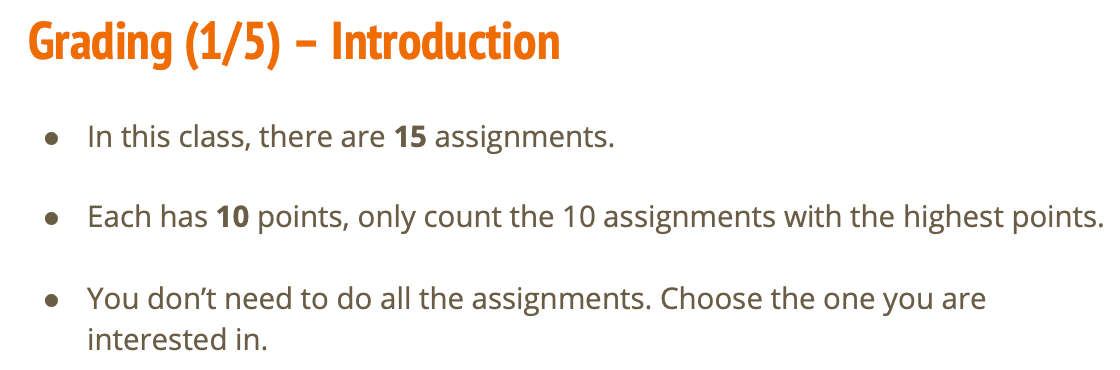 Grading (1/5) – Introduction
● In this class, there are 15 assignments.
● Each has 10 points, only count the 10 assignments with the highest points.
● You don’t need to do all the assignments. Choose the one you are
interested in.